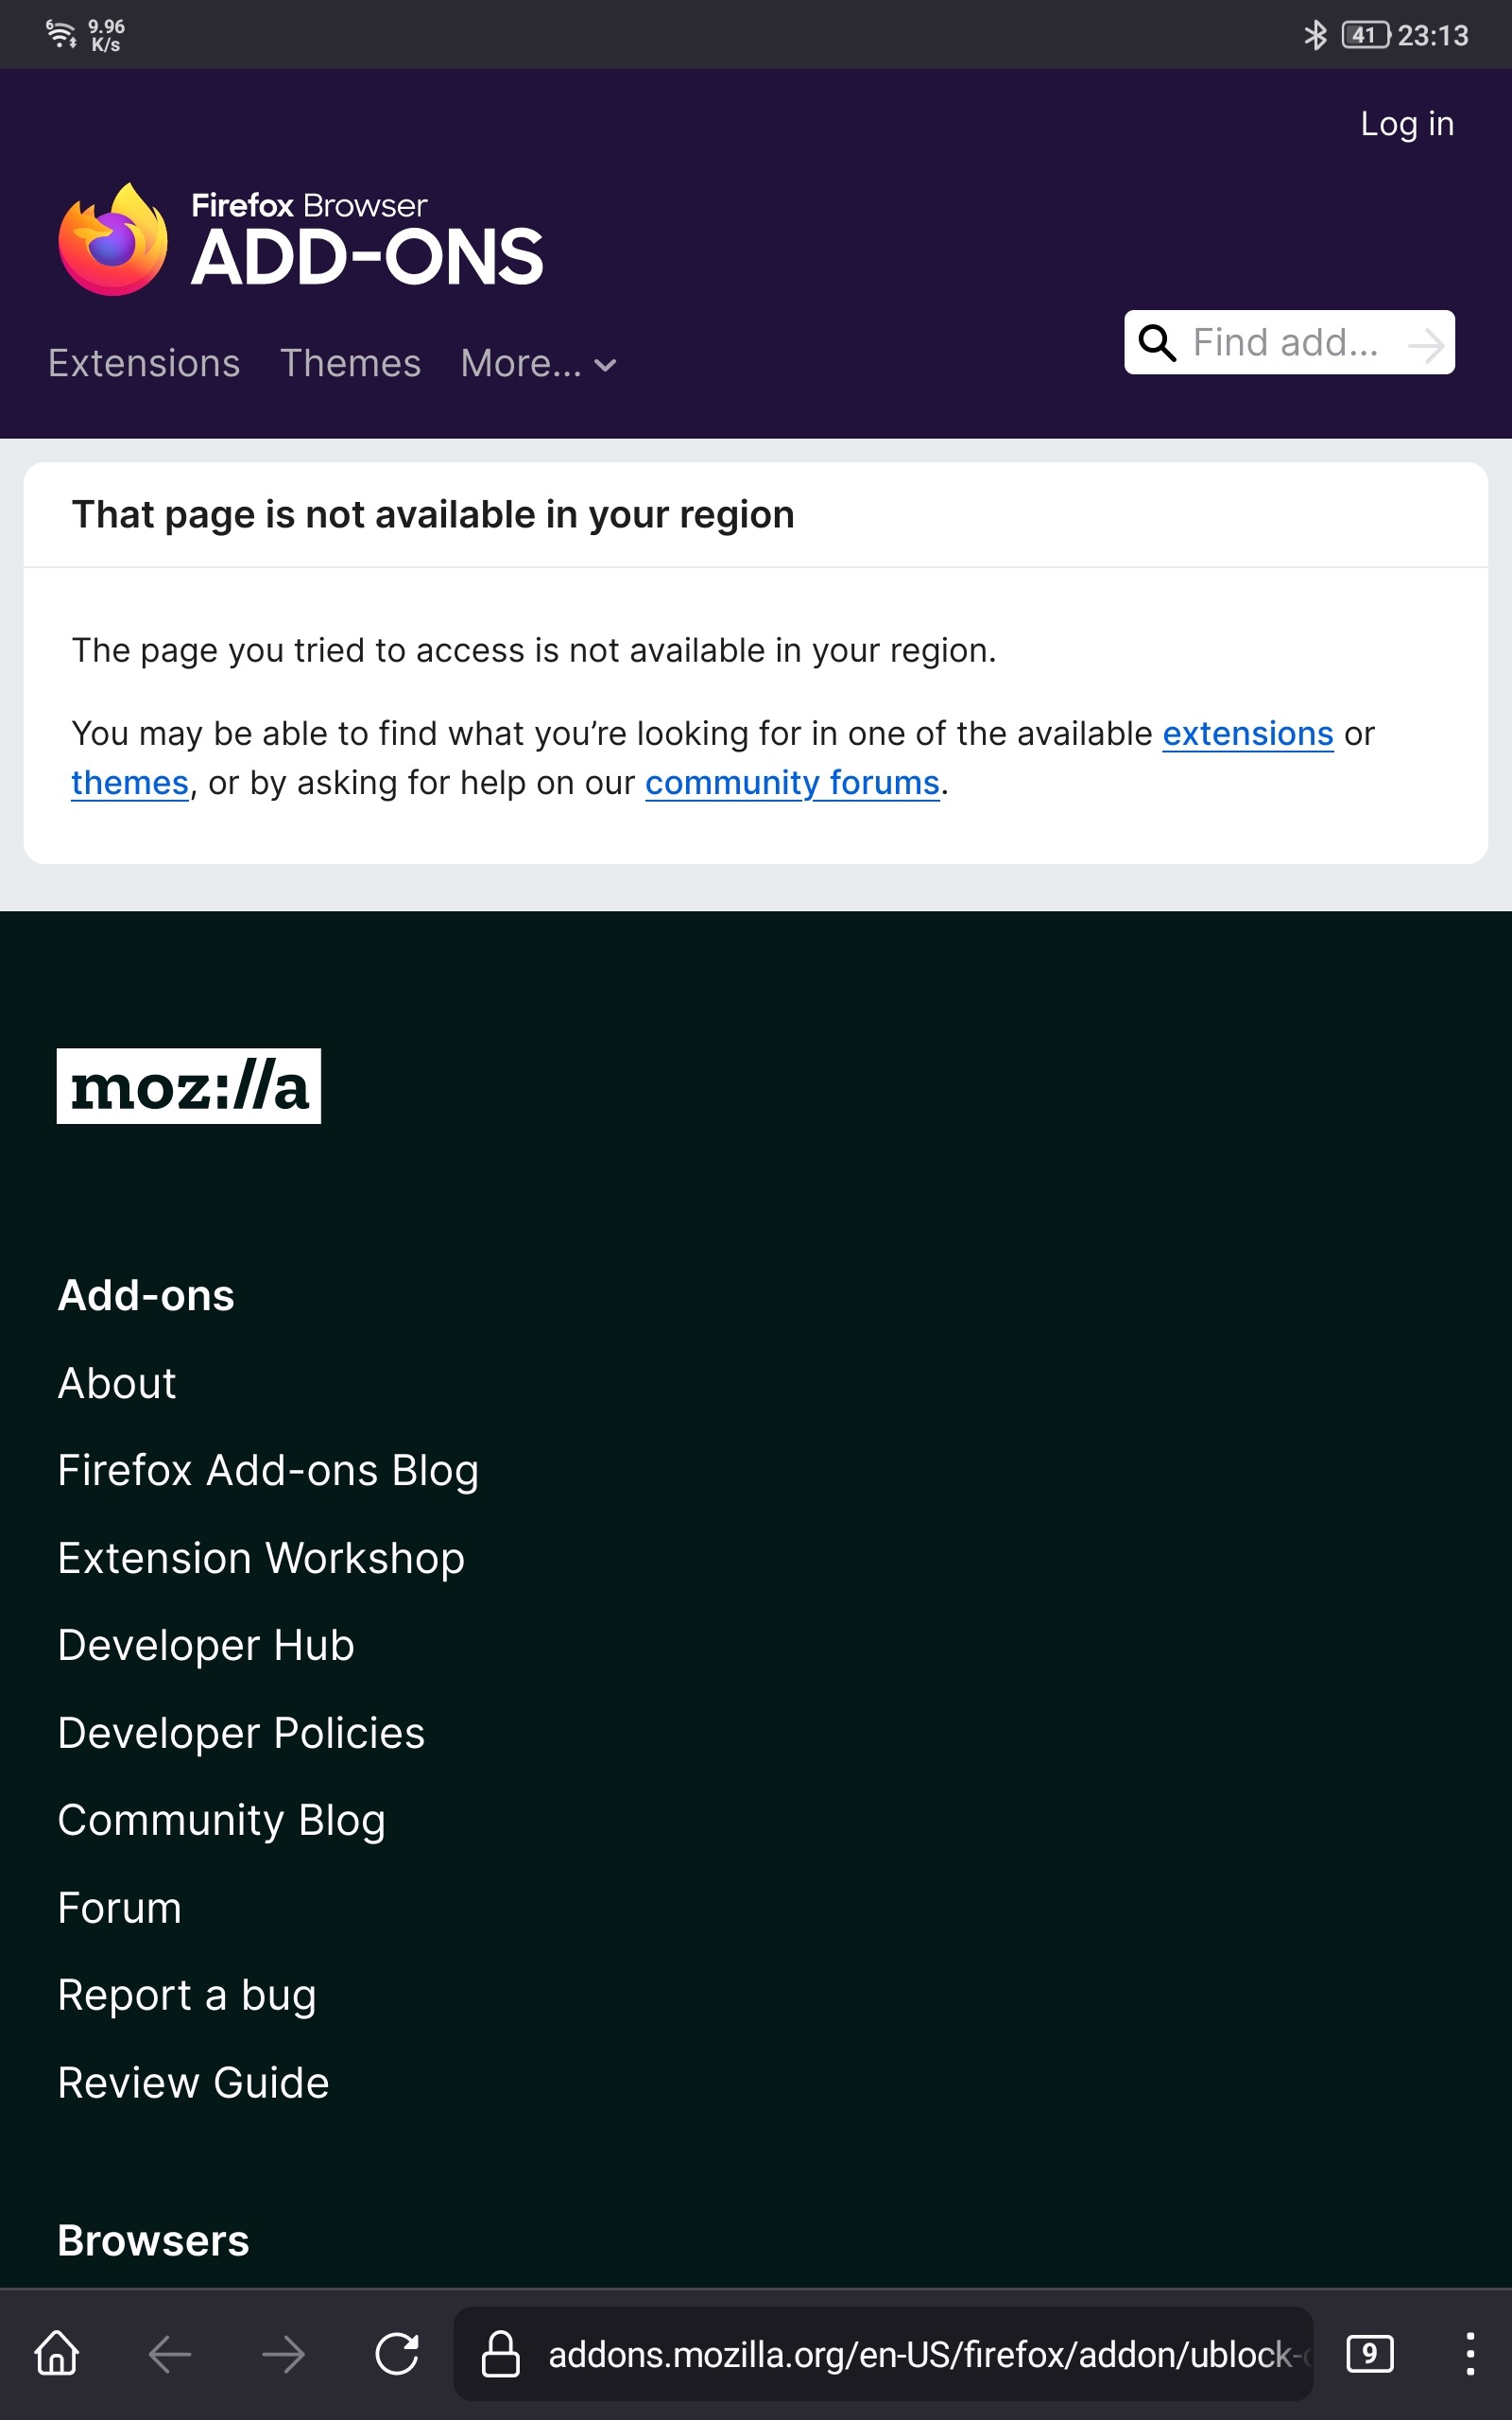 6 9.96 K/s 41 23:13
Log in
Firefox Browser
ADD-ONS
Extensions Themes More... Find add...
That page is not available in your region
The page you tried to access is not available in your region.
You may be able to find what you’re looking for in one of the available extensions or
themes, or by asking for help on our community forums.
moz://a
Add-ons
About
Firefox Add-ons Blog
Extension Workshop
Developer Hub
Developer Policies
Community Blog
Forum
Report a bug
Review Guide
Browsers
addons.mozilla.org/en-US/firefox/addon/ublock- 9